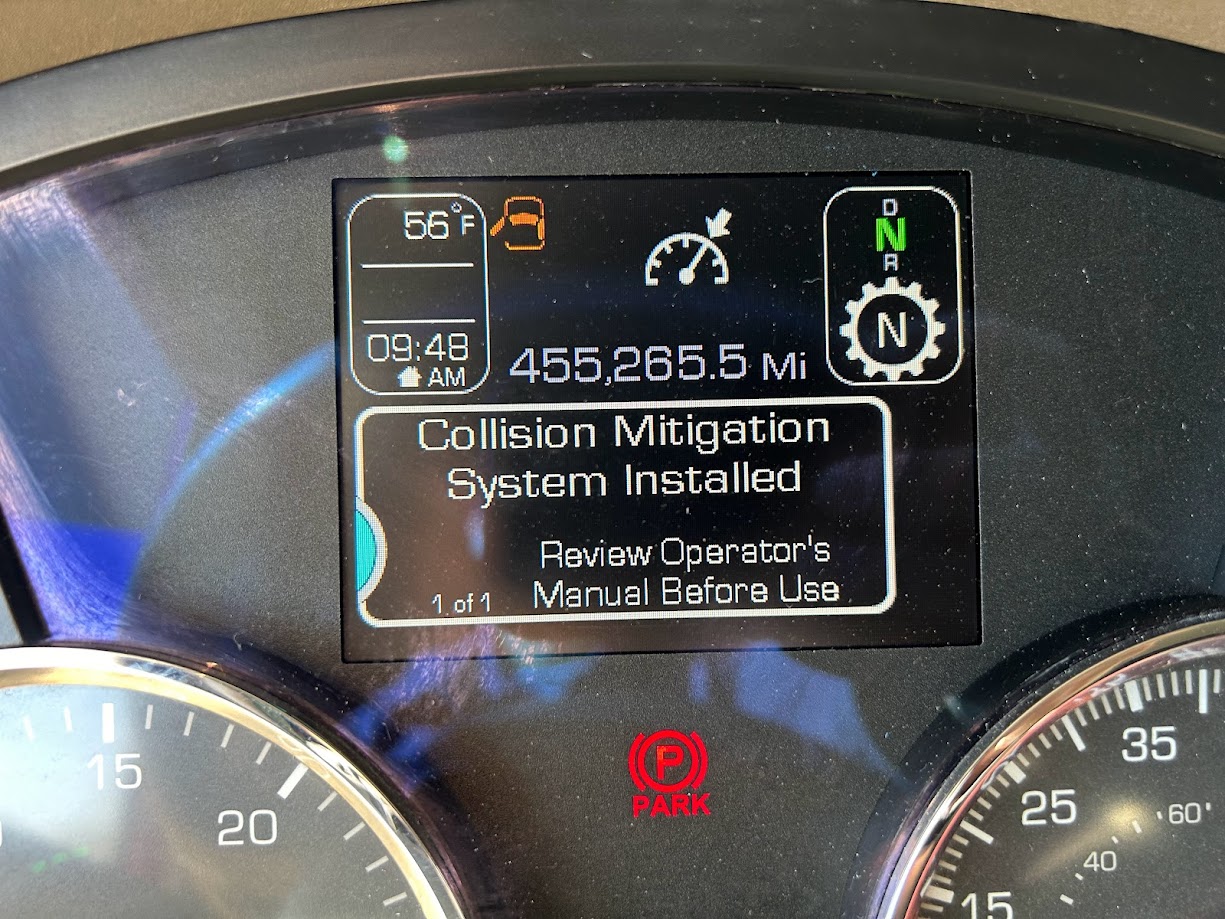 56°F
D
N
R
N
09:48
AM
455,265.5 Mi
Collision Mitigation
System Installed
Review Operator's
Manual Before Use
1 of 1
P
PARK
15
20
35
25
15
60
40